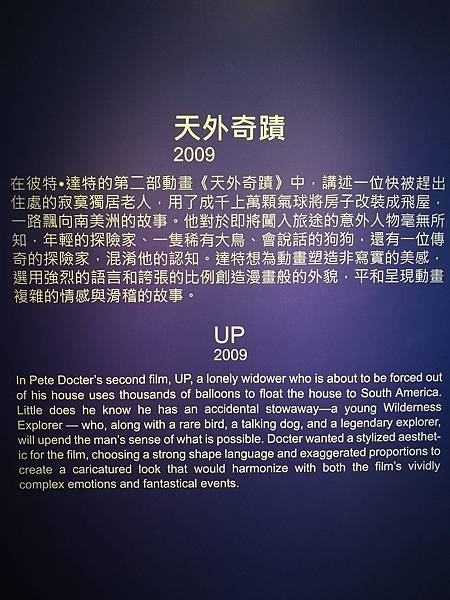 天外奇蹟
2009
在彼特•達特的第二部動畫《天外奇蹟》中，講述一位快被趕出
住處的寂寞獨居老人，用了成千上萬顆氣球將房子改裝成飛屋，
一路飄向南美洲的故事。他對於即將闖入旅途的意外人物毫無所
知，年輕的探險家、一隻稀有大鳥、會說話的狗狗，還有一位傳
奇的探險家，混淆他的認知。達特想為動畫塑造非寫實的美感，
選用強烈的語言和誇張的比例創造漫畫般的外貌，平和呈現動畫
複雜的情感與滑稽的故事。
UP
2009
In Pete Docter's second film, UP, a lonely widower who is about to be forced out
of his house uses thousands of balloons to float the house to South America.
Little does he know he has an accidental stowaway—a young Wilderness
Explorer — who, along with a rare bird, a talking dog, and a legendary explorer,
will upend the man's sense of what is possible. Docter wanted a stylized aesthet-
ic for the film, choosing a strong shape language and exaggerated proportions to
create a caricatured look that would harmonize with both the film's vividly
complex emotions and fantastical events.